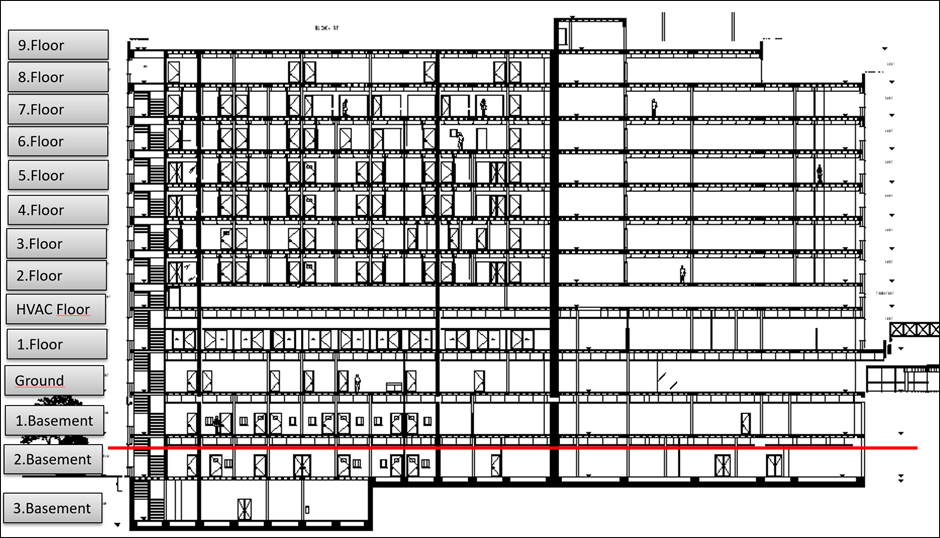 9.Floor
8.Floor
7.Floor
6.Floor
5.Floor
4.Floor
3.Floor
2.Floor
HVAC Floor
1.Floor
Ground
1.Basement
2.Basement
3.Basement